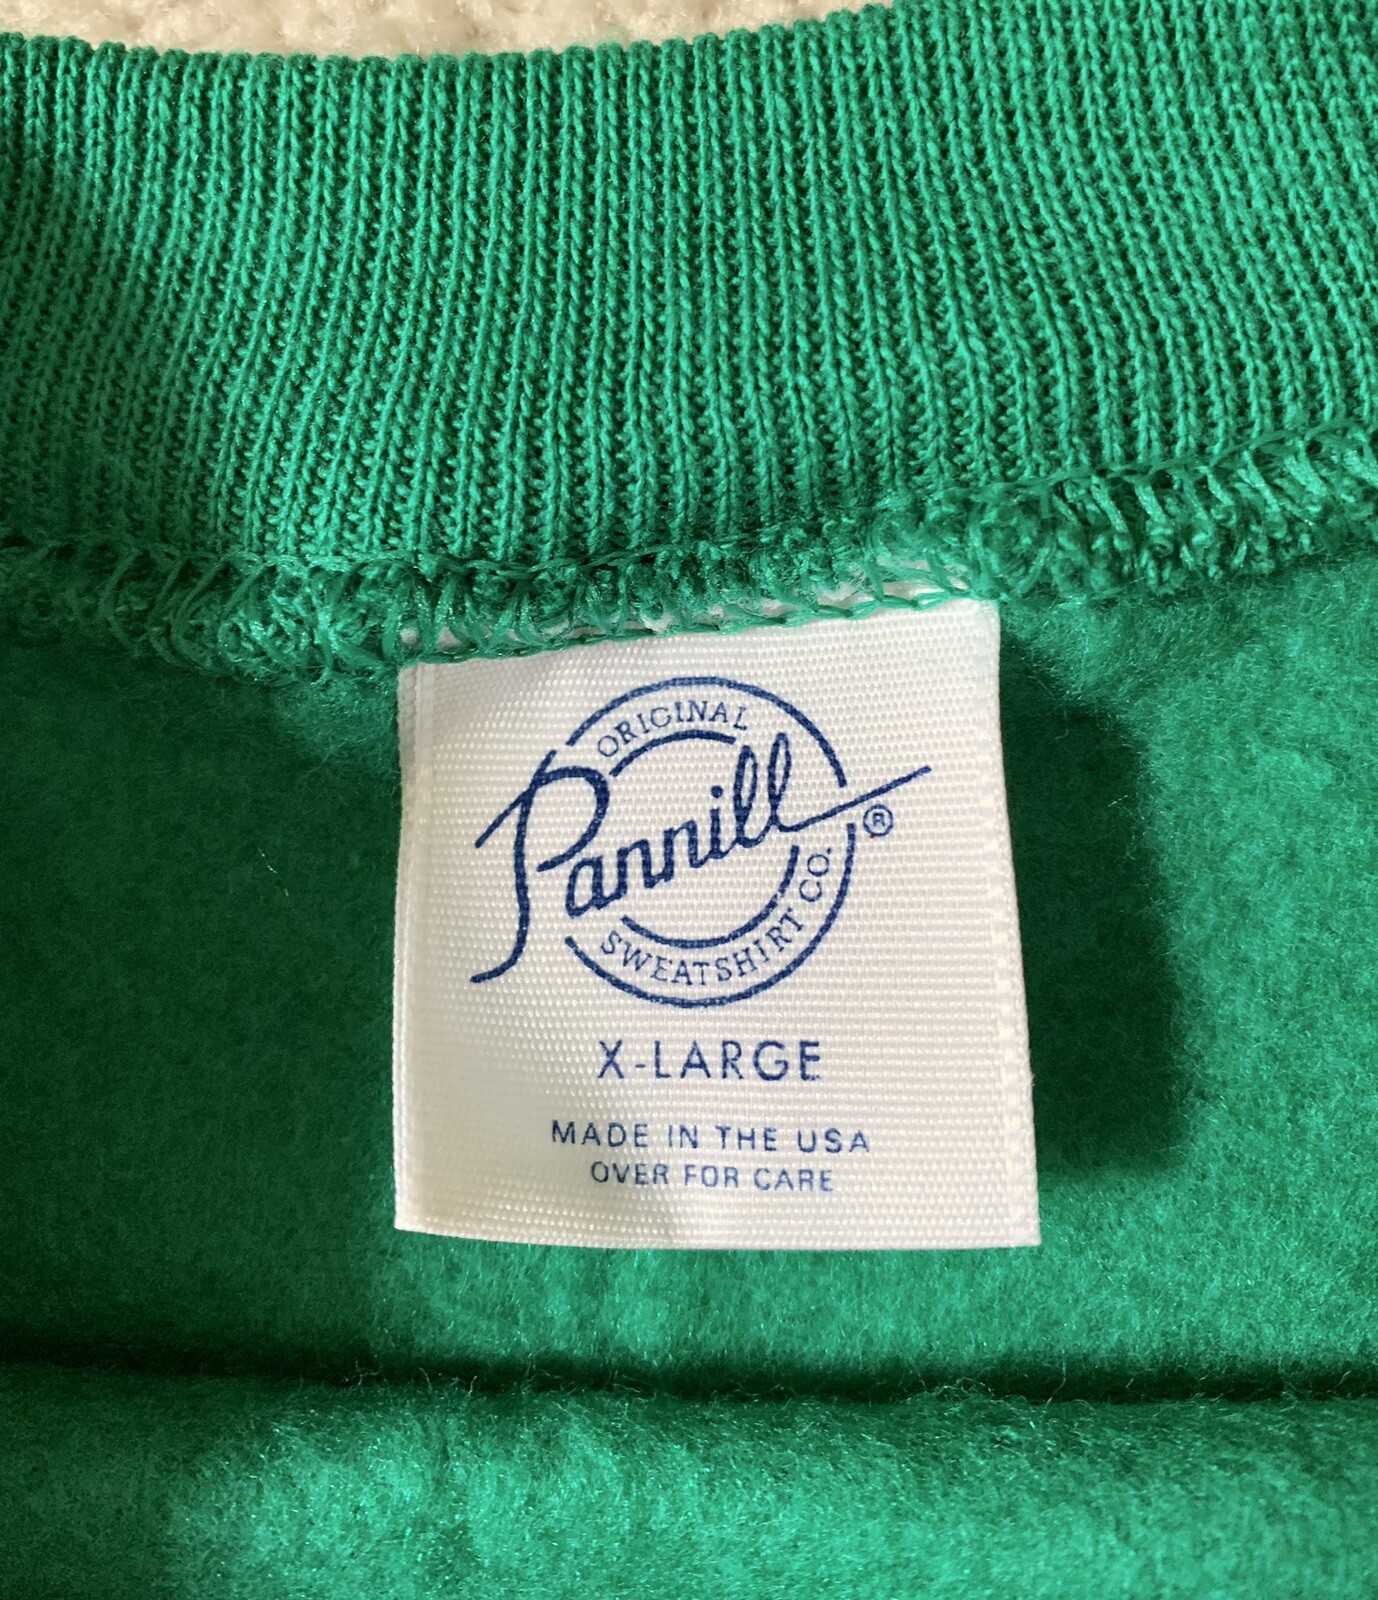 ORIGINAL
Pannill ®
SWEATSHIRT CO.
X-LARGE
MADE IN THE USA
OVER FOR CARE